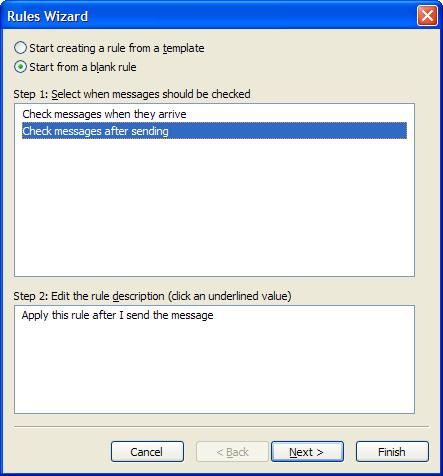 Rules Wizard
Start creating a rule from a template
Start from a blank rule
Step 1: Select when messages should be checked
Check messages when they arrive
Check messages after sending
Step 2: Edit the rule description (click an underlined value)
Apply this rule after I send the message
Cancel < Back Next > Finish